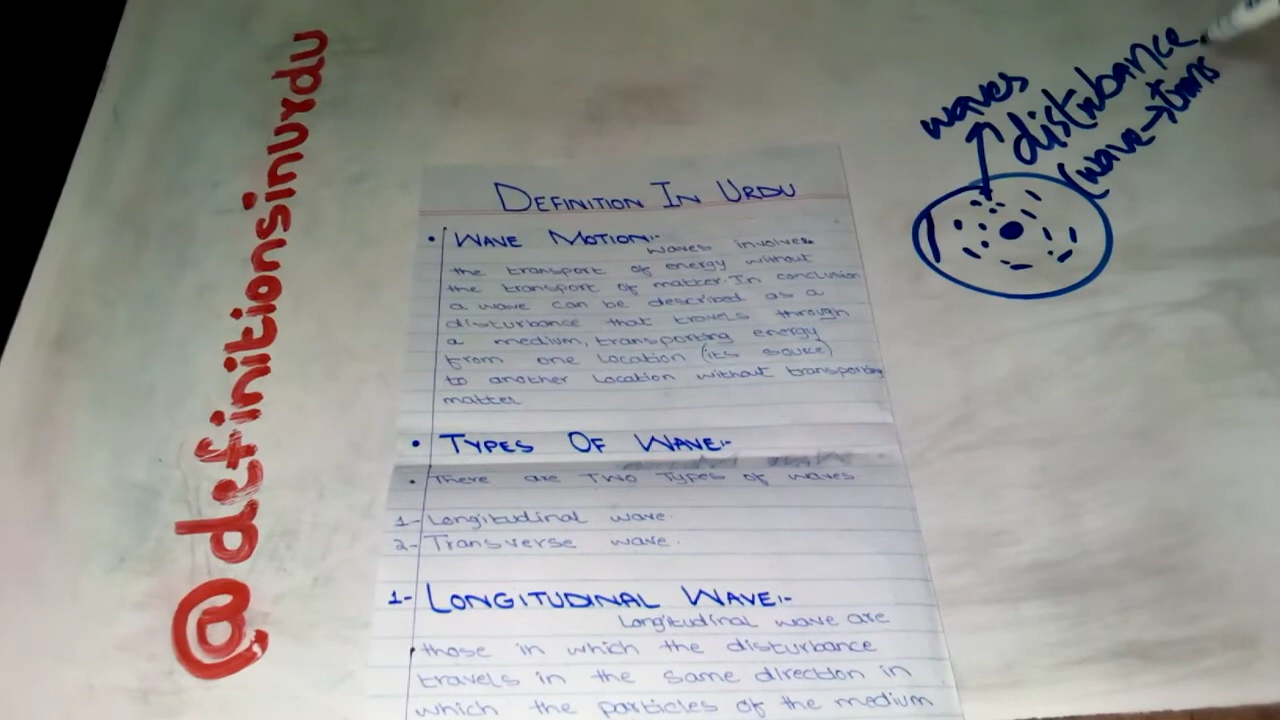 @definitionsinurdu
DEFINITION IN URDU
• WAVE MOTION:-
waves involves
the transport of energy without
the transport of matter. In conclusion
a wave can be described as a
disturbance that travels through
a medium, transporting energy
from one location (its souke)
to another location without transporting
matter
• TYPES OF WAVE:-
• There are Two Types of waves
1- Longitudinal wave.
2- Transverse wave.
1- LONGITUDINAL WAVE:-
Longitudinal wave are
those in which the disturbance
travels in the same direction in
which the particles of the medium
waves
disturbance
(wave→trans